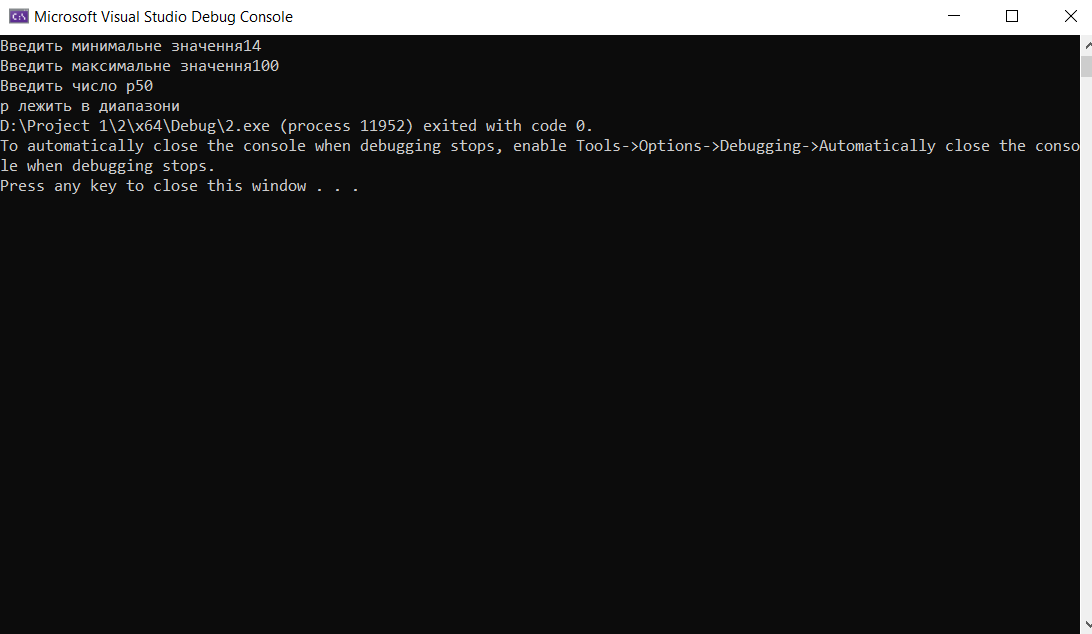 Microsoft Visual Studio Debug Console
Введить минимальне значення14
Введить максимальне значення100
Введить число p50
p лежить в диапазони
D:\Project 1\2\x64\Debug\2.exe (process 11952) exited with code 0.
To automatically close the console when debugging stops, enable Tools->Options->Debugging->Automatically close the conso
le when debugging stops.
Press any key to close this window . . .